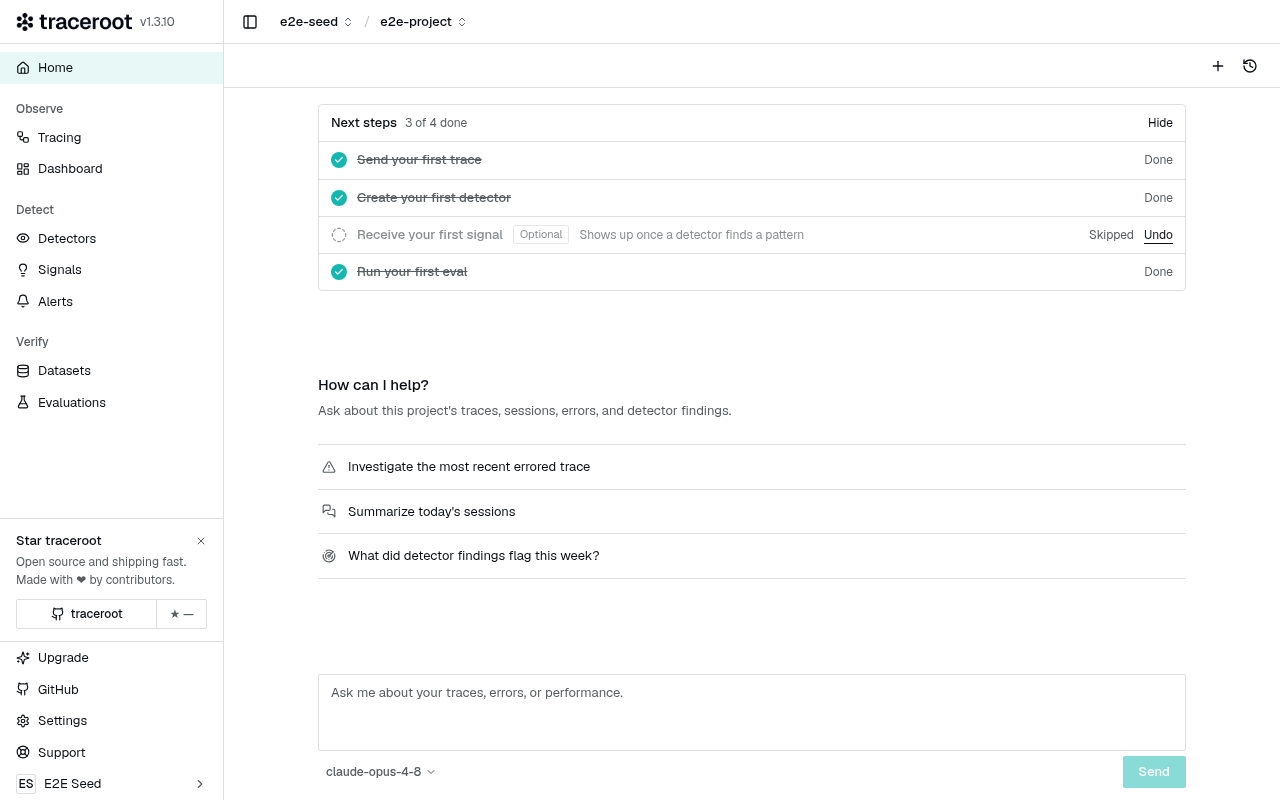 traceroot v1.3.10
e2e-seed / e2e-project
Home
Observe
Tracing
Dashboard
Detect
Detectors
Signals
Alerts
Verify
Datasets
Evaluations
Star traceroot
Open source and shipping fast.
Made with ❤ by contributors.
traceroot ★ —
Upgrade
GitHub
Settings
Support
ES E2E Seed
Next steps 3 of 4 done Hide
Send your first trace Done
Create your first detector Done
Receive your first signal Optional Shows up once a detector finds a pattern Skipped Undo
Run your first eval Done
How can I help?
Ask about this project's traces, sessions, errors, and detector findings.
Investigate the most recent errored trace
Summarize today's sessions
What did detector findings flag this week?
Ask me about your traces, errors, or performance.
claude-opus-4-8 Send